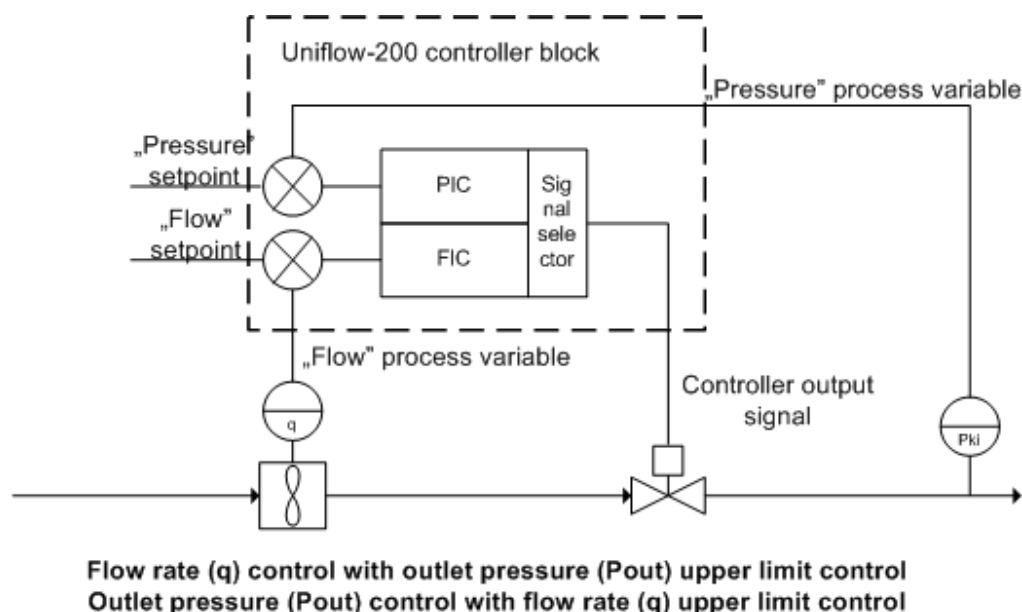 Uniflow-200 controller block
„Pressure” process variable
„Pressure”
setpoint
PIC
Sig
nal
sele
ctor
„Flow”
setpoint
FIC
„Flow” process variable
Controller output
signal
q
Pki
Flow rate (q) control with outlet pressure (Pout) upper limit control
Outlet pressure (Pout) control with flow rate (q) upper limit control